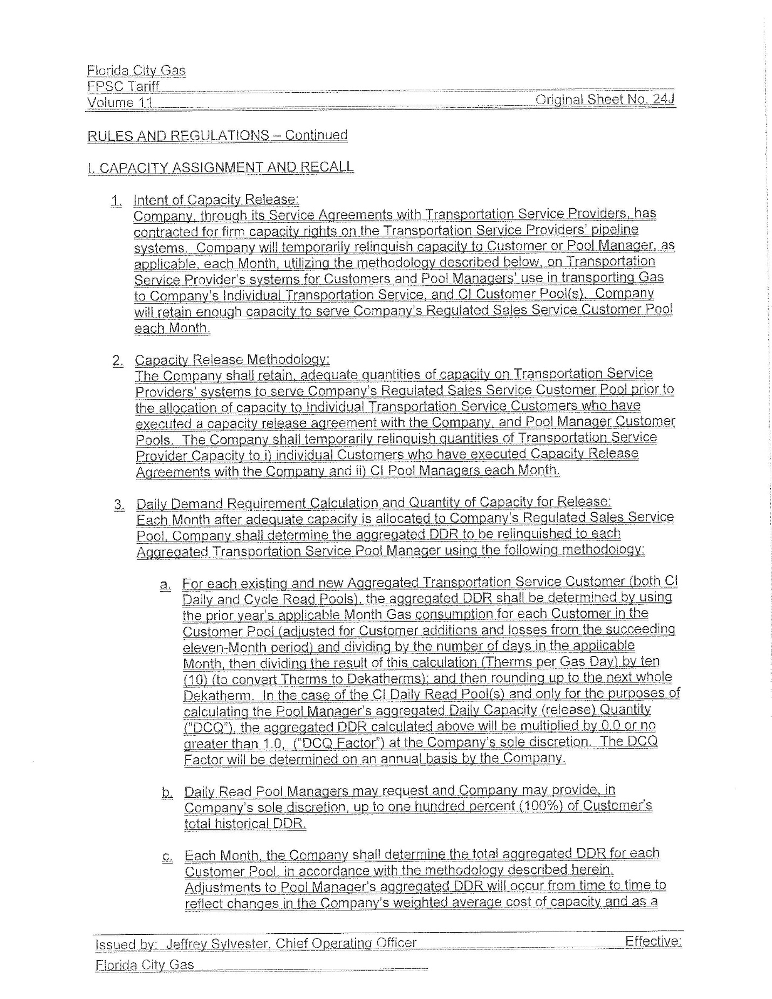 Florida City Gas
FPSC Tariff
Volume 11 Original Sheet No. 24J
RULES AND REGULATIONS – Continued
I. CAPACITY ASSIGNMENT AND RECALL
1. Intent of Capacity Release:
Company, through its Service Agreements with Transportation Service Providers, has
contracted for firm capacity rights on the Transportation Service Providers' pipeline
systems. Company will temporarily relinquish capacity to Customer or Pool Manager, as
applicable, each Month, utilizing the methodology described below, on Transportation
Service Provider's systems for Customers and Pool Managers' use in transporting Gas
to Company's Individual Transportation Service, and CI Customer Pool(s). Company
will retain enough capacity to serve Company's Regulated Sales Service Customer Pool
each Month.
2. Capacity Release Methodology:
The Company shall retain, adequate quantities of capacity on Transportation Service
Providers' systems to serve Company's Regulated Sales Service Customer Pool prior to
the allocation of capacity to Individual Transportation Service Customers who have
executed a capacity release agreement with the Company, and Pool Manager Customer
Pools. The Company shall temporarily relinquish quantities of Transportation Service
Provider Capacity to i) individual Customers who have executed Capacity Release
Agreements with the Company and ii) CI Pool Managers each Month.
3. Daily Demand Requirement Calculation and Quantity of Capacity for Release:
Each Month after adequate capacity is allocated to Company's Regulated Sales Service
Pool, Company shall determine the aggregated DDR to be relinquished to each
Aggregated Transportation Service Pool Manager using the following methodology:
a. For each existing and new Aggregated Transportation Service Customer (both CI
Daily and Cycle Read Pools), the aggregated DDR shall be determined by using
the prior year's applicable Month Gas consumption for each Customer in the
Customer Pool (adjusted for Customer additions and losses from the succeeding
eleven-Month period) and dividing by the number of days in the applicable
Month, then dividing the result of this calculation (Therms per Gas Day) by ten
(10) (to convert Therms to Dekatherms); and then rounding up to the next whole
Dekatherm. In the case of the CI Daily Read Pool(s) and only for the purposes of
calculating the Pool Manager's aggregated Daily Capacity (release) Quantity
("DCQ"), the aggregated DDR calculated above will be multiplied by 0.0 or no
greater than 1.0, ("DCQ Factor") at the Company's sole discretion. The DCQ
Factor will be determined on an annual basis by the Company.
b. Daily Read Pool Managers may request and Company may provide, in
Company's sole discretion, up to one hundred percent (100%) of Customer's
total historical DDR.
c. Each Month, the Company shall determine the total aggregated DDR for each
Customer Pool, in accordance with the methodology described herein.
Adjustments to Pool Manager's aggregated DDR will occur from time to time to
reflect changes in the Company's weighted average cost of capacity and as a
Issued by: Jeffrey Sylvester, Chief Operating Officer Effective:
Florida City Gas